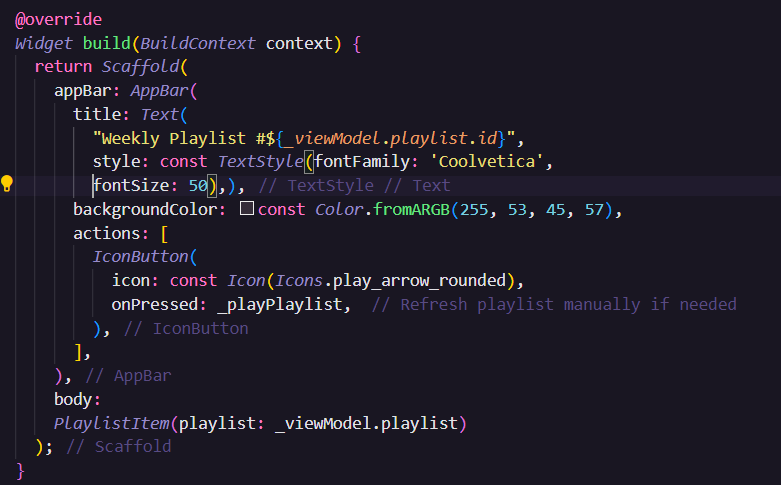 @override
Widget build(BuildContext context) {
  return Scaffold(
    appBar: AppBar(
      title: Text(
        "Weekly Playlist #${_viewModel.playlist.id}",
        style: const TextStyle(fontFamily: 'Coolvetica',
        fontSize: 50),), // TextStyle // Text
      backgroundColor: const Color.fromARGB(255, 53, 45, 57),
      actions: [
        IconButton(
          icon: const Icon(Icons.play_arrow_rounded),
          onPressed: _playPlaylist,  // Refresh playlist manually if needed
        ), // IconButton
      ],
    ), // AppBar
    body:
    PlaylistItem(playlist: _viewModel.playlist)
  ); // Scaffold
}